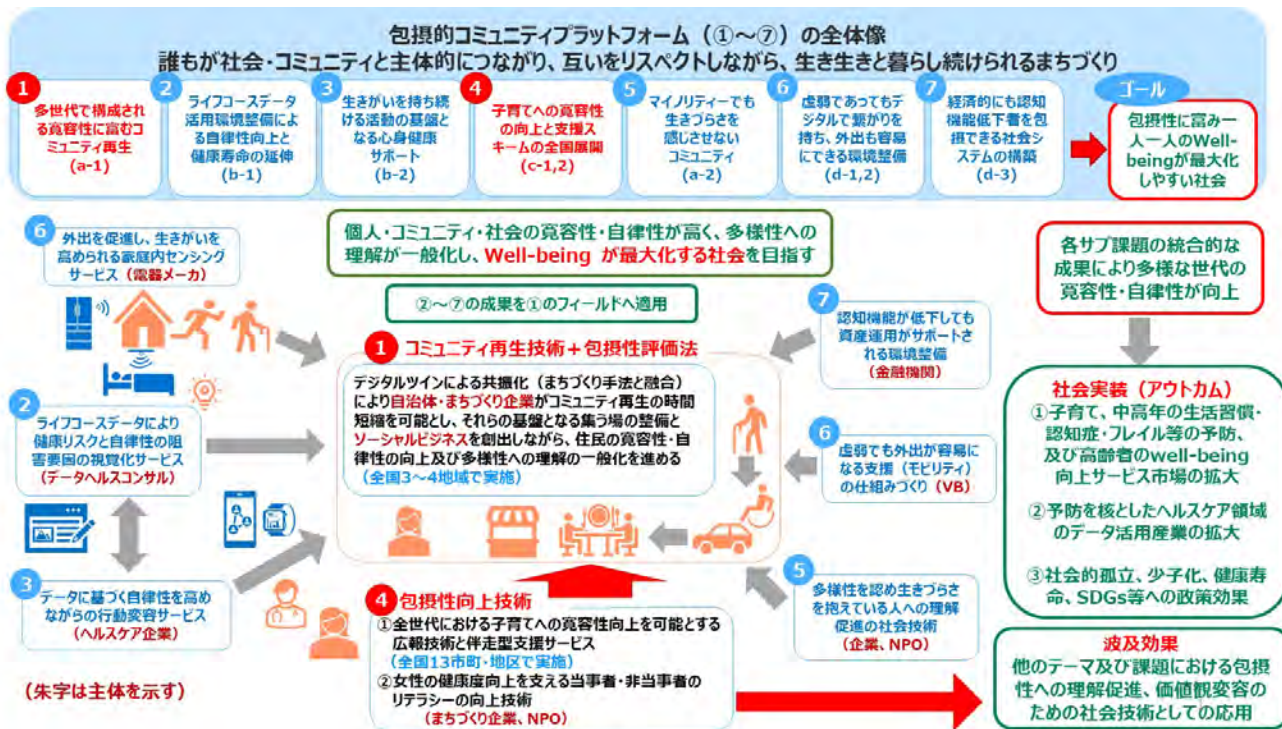 包摂的コミュニティプラットフォーム（①～⑦）の全体像
誰もが社会・コミュニティと主体的につながり、互いをリスペクトしながら、生き生きと暮らし続けられるまちづくり
1
多世代で構成され
る寛容性に富むコ
ミュニティ再生
(a-1)
2
ライフコースデータ
活用環境整備によ
る自律性向上と
健康寿命の延伸
(b-1)
3
生きがいを持ち続
ける活動の基盤と
なる心身健康
サポート
(b-2)
4
子育てへの寛容性
の向上と支援ス
キームの全国展開
(c-1,2)
5
マイノリティーでも
生きづらさを
感じさせない
コミュニティ
(a-2)
6
虚弱であってもデ
ジタルで繋がりを
持ち、外出も容易
にできる環境整備
(d-1,2)
7
経済的にも認知
機能低下者を包
摂できる社会シ
ステムの構築
(d-3)
ゴール
包摂性に富み一
人一人のWell-
beingが最大化
しやすい社会
6
外出を促進し、生きがいを
高められる家庭内センシング
サービス（電器メーカ）
個人・コミュニティ・社会の寛容性・自律性が高く、多様性への
理解が一般化し、Well-being が最大化する社会を目指す
②～⑦の成果を①のフィールドへ適用
各サブ課題の統合的な
成果により多様な世代の
寛容性・自律性が向上
7
認知機能が低下しても
資産運用がサポートさ
れる環境整備
（金融機関）
1 コミュニティ再生技術＋包摂性評価法
デジタルツインによる共振化（まちづくり手法と融合）
により自治体・まちづくり企業がコミュニティ再生の時間
短縮を可能とし、それらの基盤となる集う場の整備と
ソーシャルビジネスを創出しながら、住民の寛容性・自
律性の向上及び多様性への理解の一般化を進める
（全国3～4地域で実施）
2
ライフコースデータにより
健康リスクと自律性の阻
害要因の視覚化サービス
（データヘルスコンサル）
6
虚弱でも外出が容易に
なる支援（モビリティ）
の仕組みづくり（VB）
社会実装（アウトカム）
①子育て、中高年の生活習慣・
認知症・フレイル等の予防、
及び高齢者のwell-being
向上サービス市場の拡大
②予防を核としたヘルスケア領域
のデータ活用産業の拡大
③社会的孤立、少子化、健康寿
命、SDGs等への政策効果
3
データに基づく自律性を高め
ながらの行動変容サービス
（ヘルスケア企業）
4 包摂性向上技術
①全世代における子育てへの寛容性向上を可能とする
広報技術と伴走型支援サービス
（全国13市町・地区で実施）
②女性の健康度向上を支える当事者・非当事者の
リテラシーの向上技術
（まちづくり企業、NPO）
5
多様性を認め生きづらさ
を抱えている人への理解
促進の社会技術
（企業、NPO）
波及効果
他のテーマ及び課題における包摂
性への理解促進、価値観変容の
ための社会技術としての応用
（朱字は主体を示す）